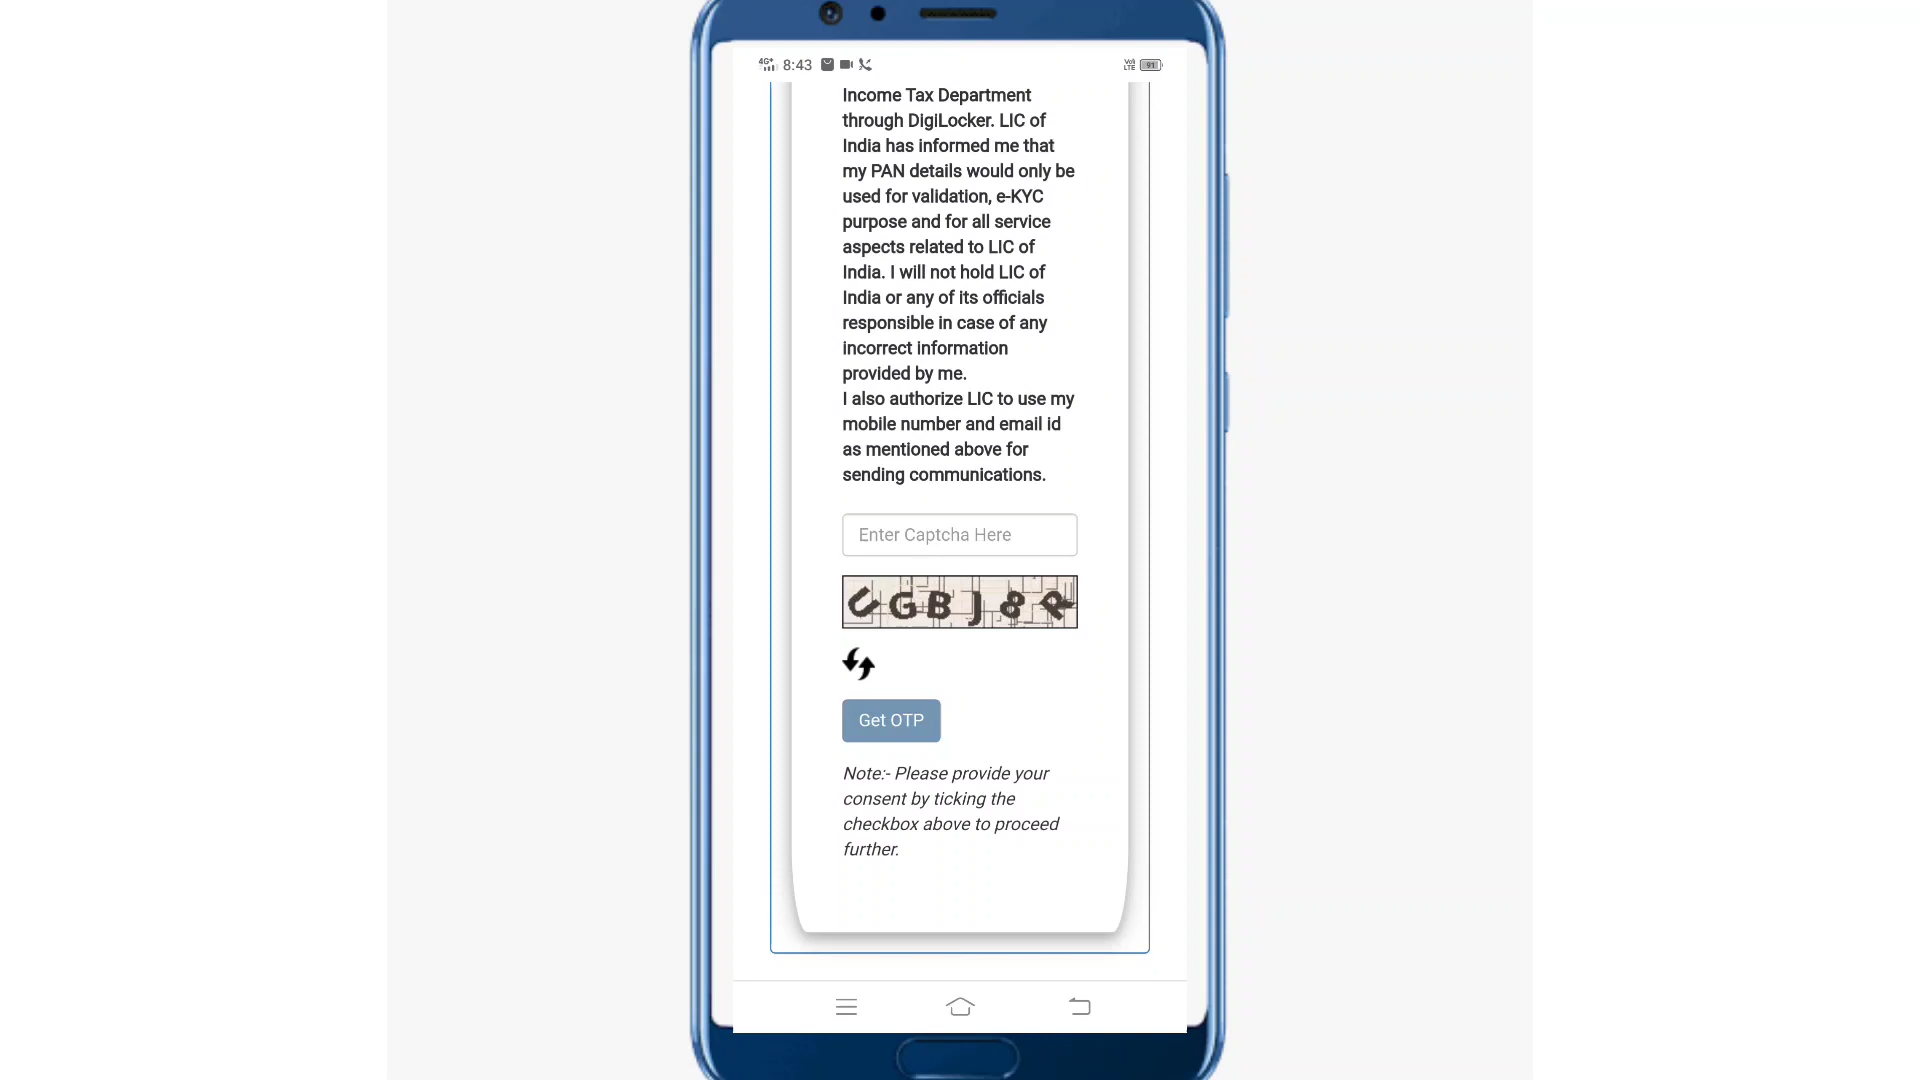 4G+ 8:43 VoLTE 91
Income Tax Department
through DigiLocker. LIC of
India has informed me that
my PAN details would only be
used for validation, e-KYC
purpose and for all service
aspects related to LIC of
India. I will not hold LIC of
India or any of its officials
responsible in case of any
incorrect information
provided by me.
I also authorize LIC to use my
mobile number and email id
as mentioned above for
sending communications.
Enter Captcha Here
UGBJ8R
Get OTP
Note:- Please provide your
consent by ticking the
checkbox above to proceed
further.